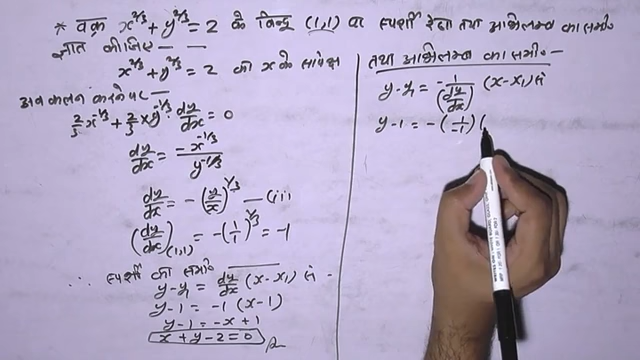 * वक्र x^2/3 + y^2/3 = 2 के बिन्दु (1,1) पर स्पर्श रेखा तथा अभिलम्ब का समी०
ज्ञात कीजिए - -
x^2/3 + y^2/3 = 2 को x के सापेक्ष
अवकलन करने पर -
2/3 x^-1/3 + 2/3 x y^-1/3 · dy/dx = 0
dy/dx = -x^-1/3 / y^-1/3
dy/dx = -(y/x)^1/3 —(ii)
(dy/dx)(1,1) = -(1/1)^1/3 = -1
∴ स्पर्शी का समी०
y-y1 = dy/dx (x-x1) से -
y-1 = -1 (x-1)
y-1 = -x+1
x+y-2=0
तथा अभिलम्ब का समी० -
y-y1 = -1/(dy/dx) (x-x1) से
y-1 = -(1/-1) (